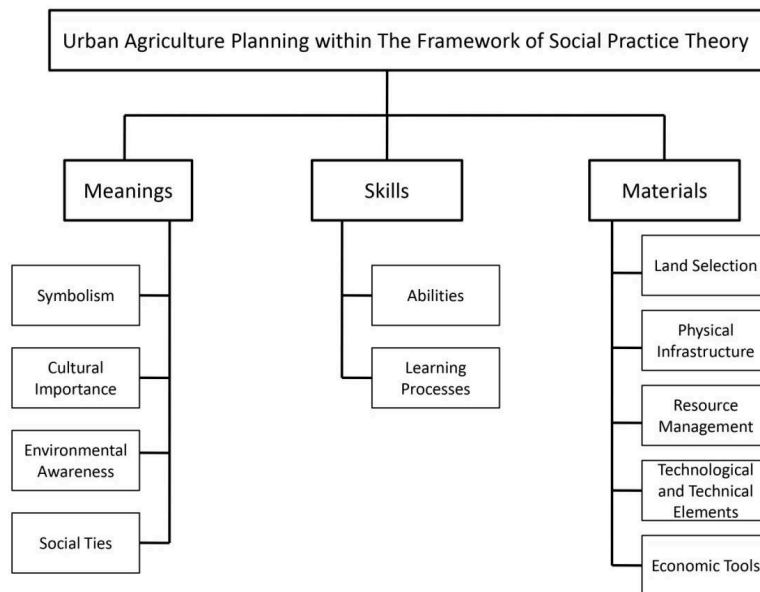 Urban Agriculture Planning within The Framework of Social Practice Theory
Meanings
Skills
Materials
Symbolism
Cultural
Importance
Environmental
Awareness
Social Ties
Abilities
Learning
Processes
Land Selection
Physical
Infrastructure
Resource
Management
Technological
and Technical
Elements
Economic Tools